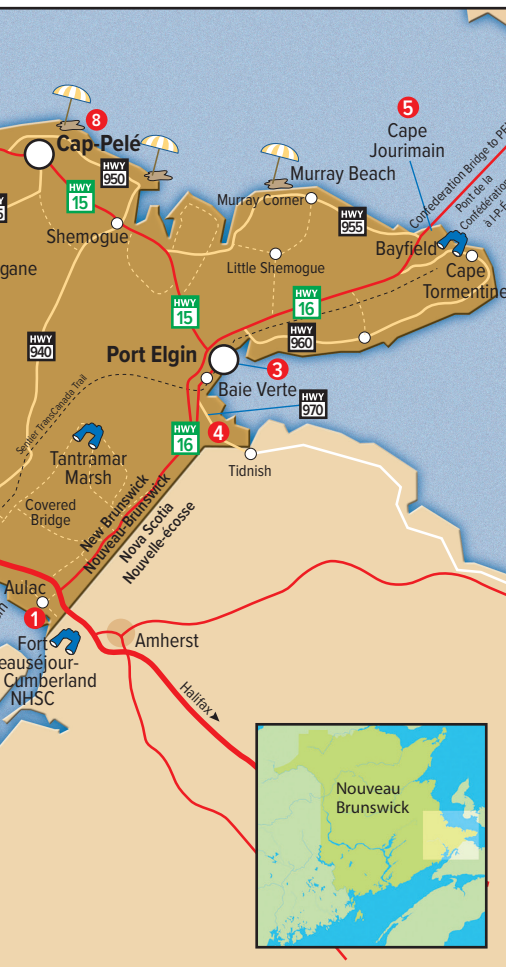 8
Cap-Pelé
HWY
950
HWY
15
Shemogue
Murray Beach
Murray Corner
HWY
955
5
Cape
Jourimain
Confederation Bridge to PE
Pont de la
Confédération
à l-P-É
Bayfield
Cape
Tormentine
Little Shemogue
HWY
15
HWY
16
HWY
960
HWY
940
Port Elgin
3
Baie Verte
HWY
970
4
HWY
16
Tidnish
Sentier TransCanada Trail
Tantramar
Marsh
Covered
Bridge
New Brunswick
Nouveau-Brunswick
Nova Scotia
Nouvelle-écosse
Aulac
1
Fort
eauséjour-
Cumberland
NHSC
Amherst
Halifax
Nouveau
Brunswick